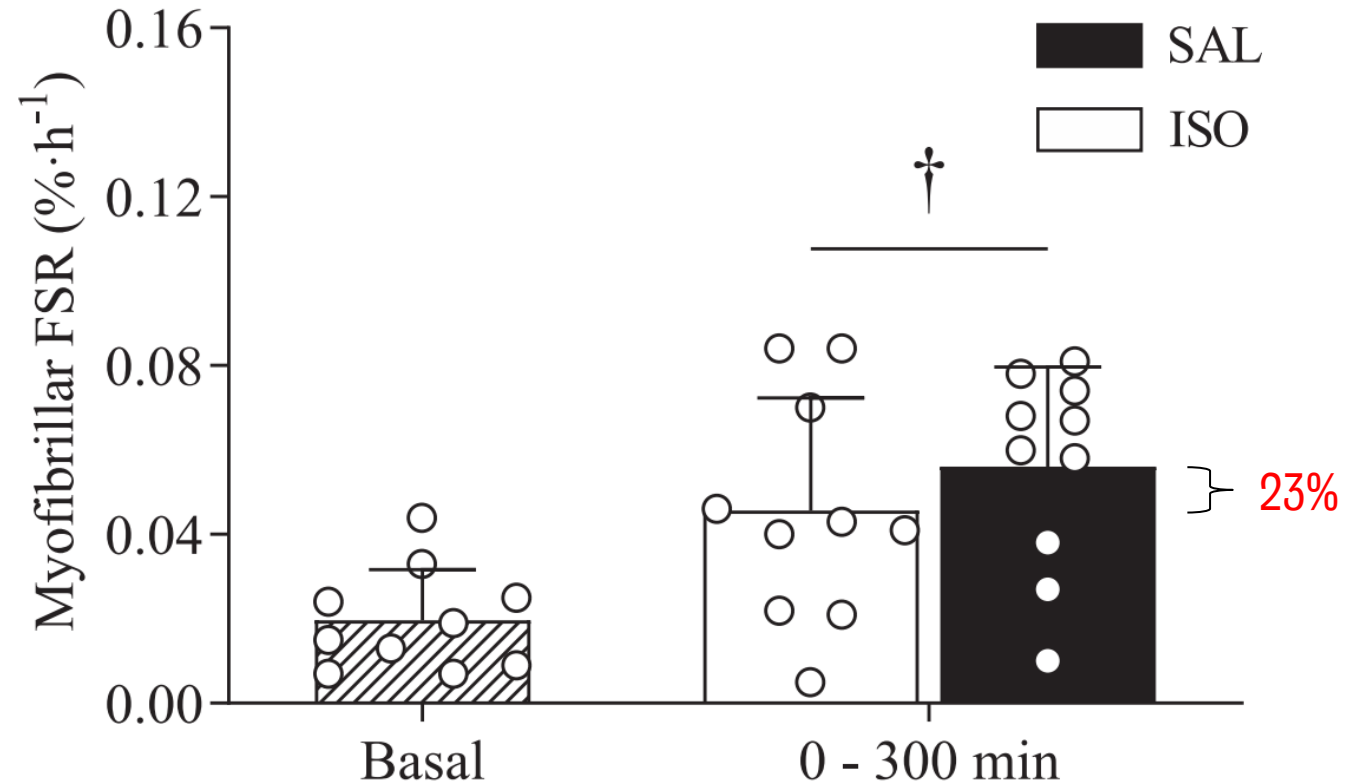 Myofibrillar FSR (%·h⁻¹)
0.16
0.12
0.08
0.04
0.00
SAL
ISO
†
23%
Basal
0 - 300 min